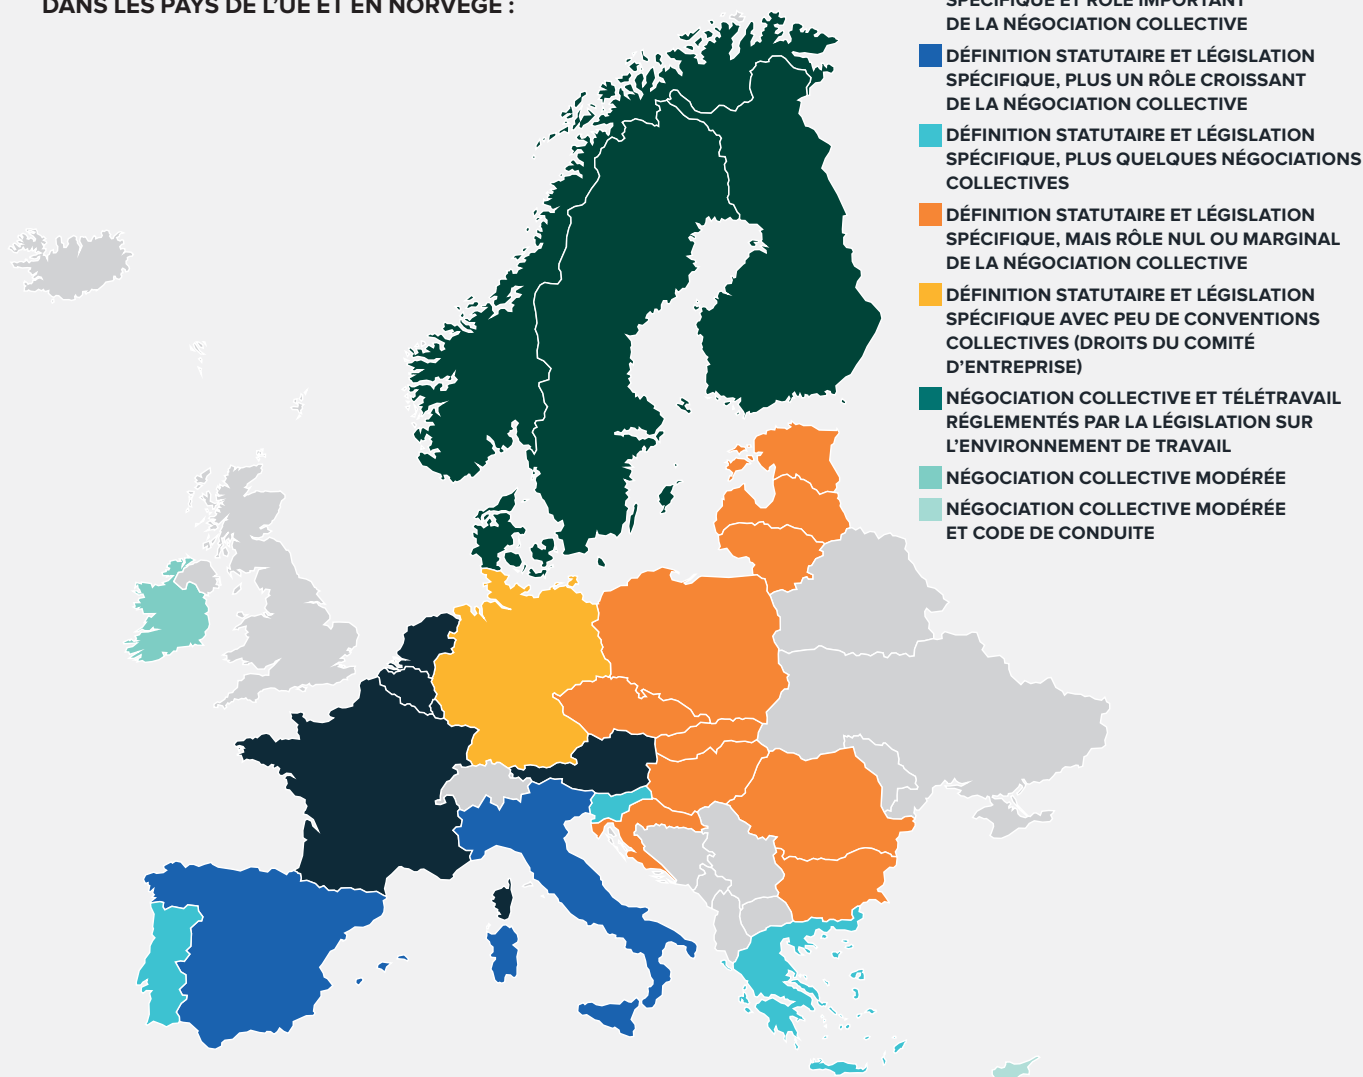 DANS LES PAYS DE L'UE ET EN NORVÈGE :
SPÉCIFIQUE ET RÔLE IMPORTANT
DE LA NÉGOCIATION COLLECTIVE
DÉFINITION STATUTAIRE ET LÉGISLATION
SPÉCIFIQUE, PLUS UN RÔLE CROISSANT
DE LA NÉGOCIATION COLLECTIVE
DÉFINITION STATUTAIRE ET LÉGISLATION
SPÉCIFIQUE, PLUS QUELQUES NÉGOCIATIONS
COLLECTIVES
DÉFINITION STATUTAIRE ET LÉGISLATION
SPÉCIFIQUE, MAIS RÔLE NUL OU MARGINAL
DE LA NÉGOCIATION COLLECTIVE
DÉFINITION STATUTAIRE ET LÉGISLATION
SPÉCIFIQUE AVEC PEU DE CONVENTIONS
COLLECTIVES (DROITS DU COMITÉ
D'ENTREPRISE)
NÉGOCIATION COLLECTIVE ET TÉLÉTRAVAIL
RÉGLEMENTÉS PAR LA LÉGISLATION SUR
L'ENVIRONNEMENT DE TRAVAIL
NÉGOCIATION COLLECTIVE MODÉRÉE
NÉGOCIATION COLLECTIVE MODÉRÉE
ET CODE DE CONDUITE